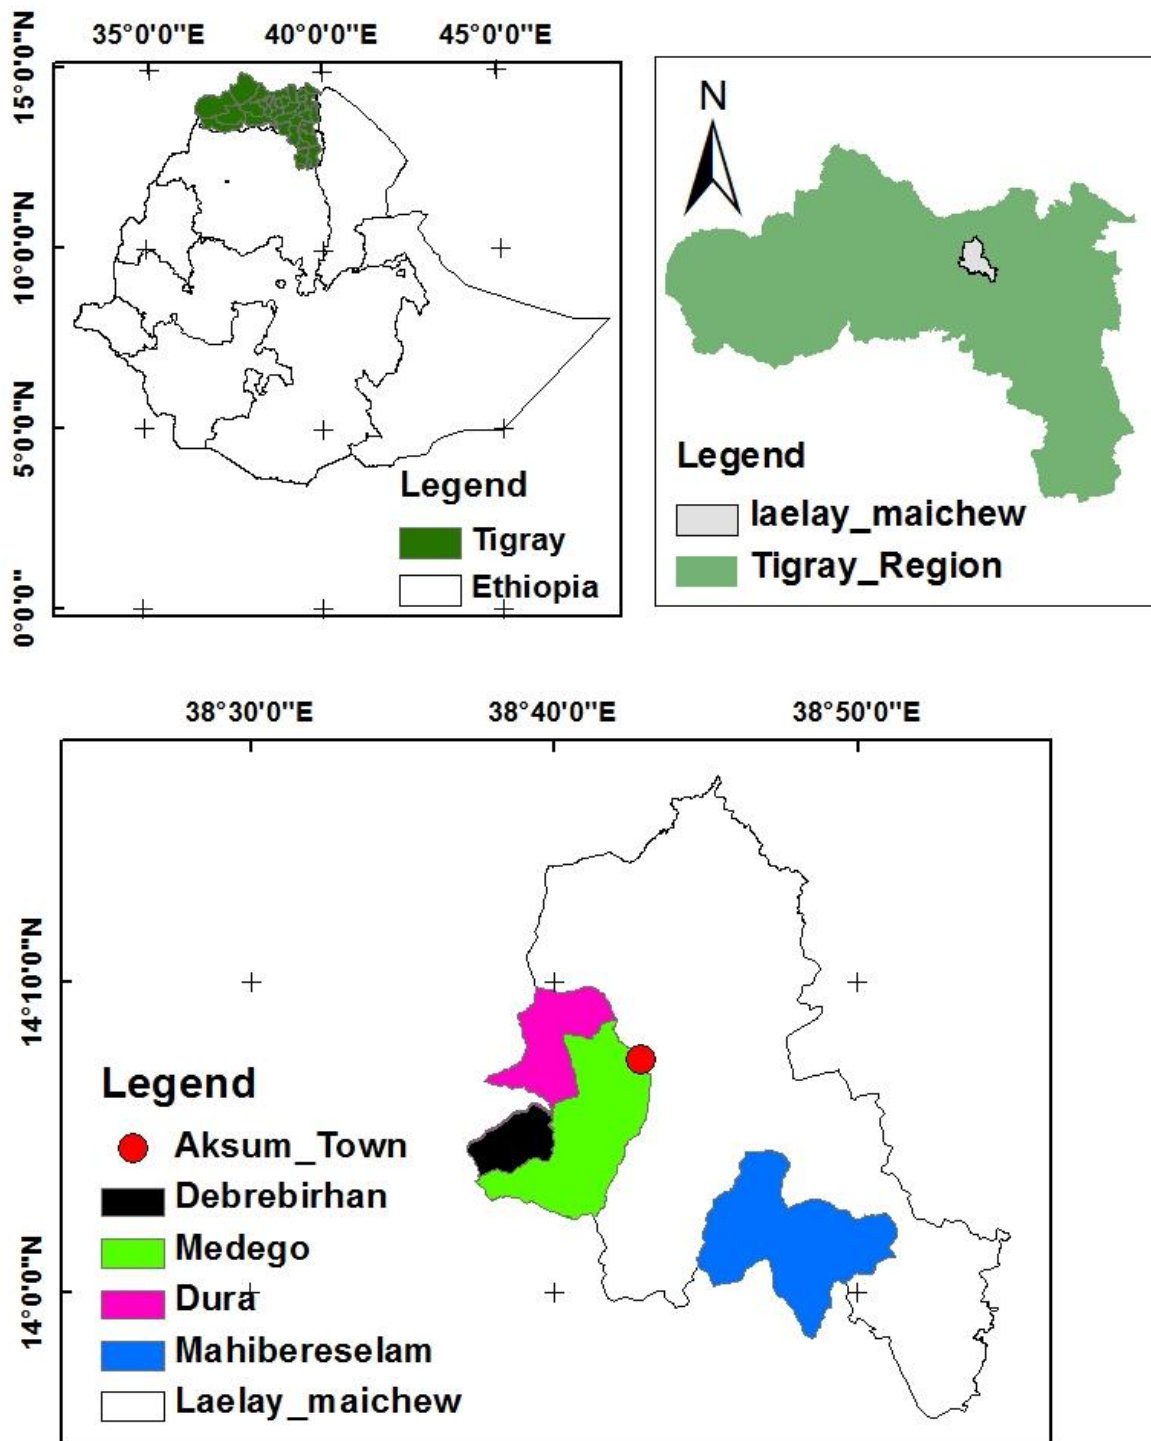 35°0'0"E 40°0'0"E 45°0'0"E
15°0'0"N
10°0'0"N
5°0'0"N
0°0'0"
Legend
Tigray
Ethiopia
N
Legend
laelay_maichew
Tigray_Region
38°30'0"E 38°40'0"E 38°50'0"E
14°10'0"N
14°0'0"N
Legend
Aksum_Town
Debrebirhan
Medego
Dura
Mahibereselam
Laelay_maichew